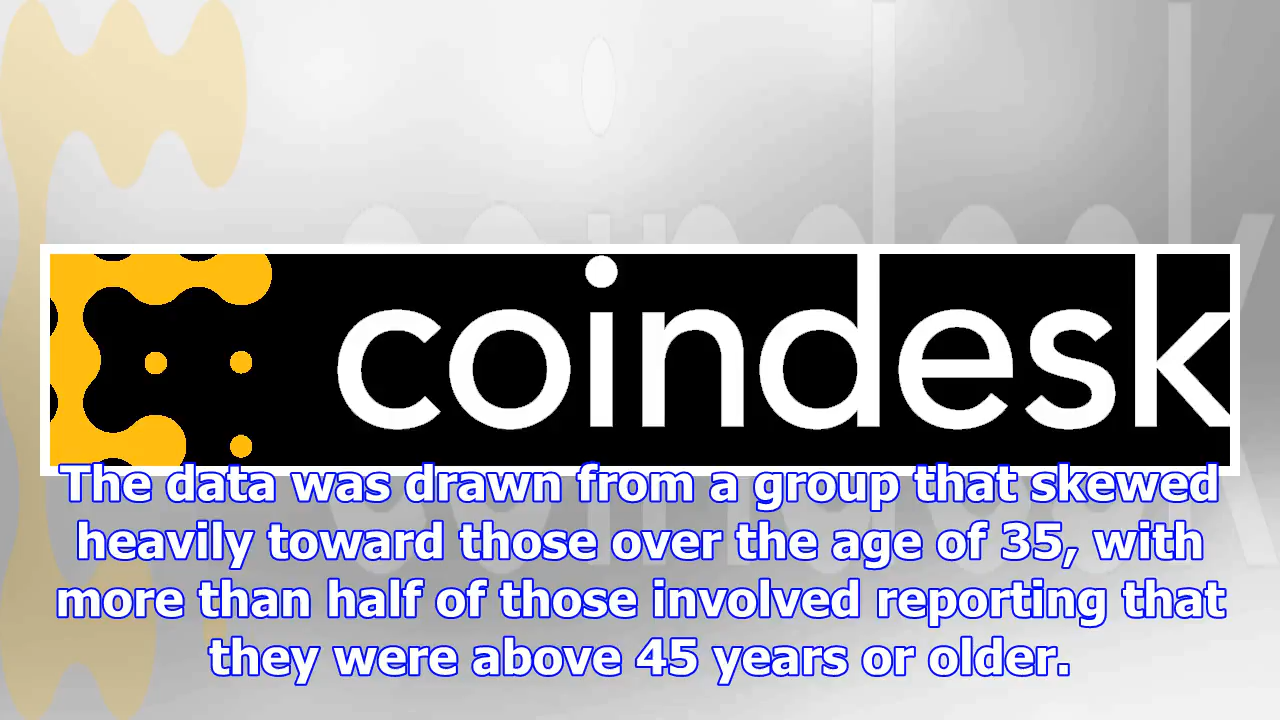 coindesk
The data was drawn from a group that skewed
heavily toward those over the age of 35, with
more than half of those involved reporting that
they were above 45 years or older.